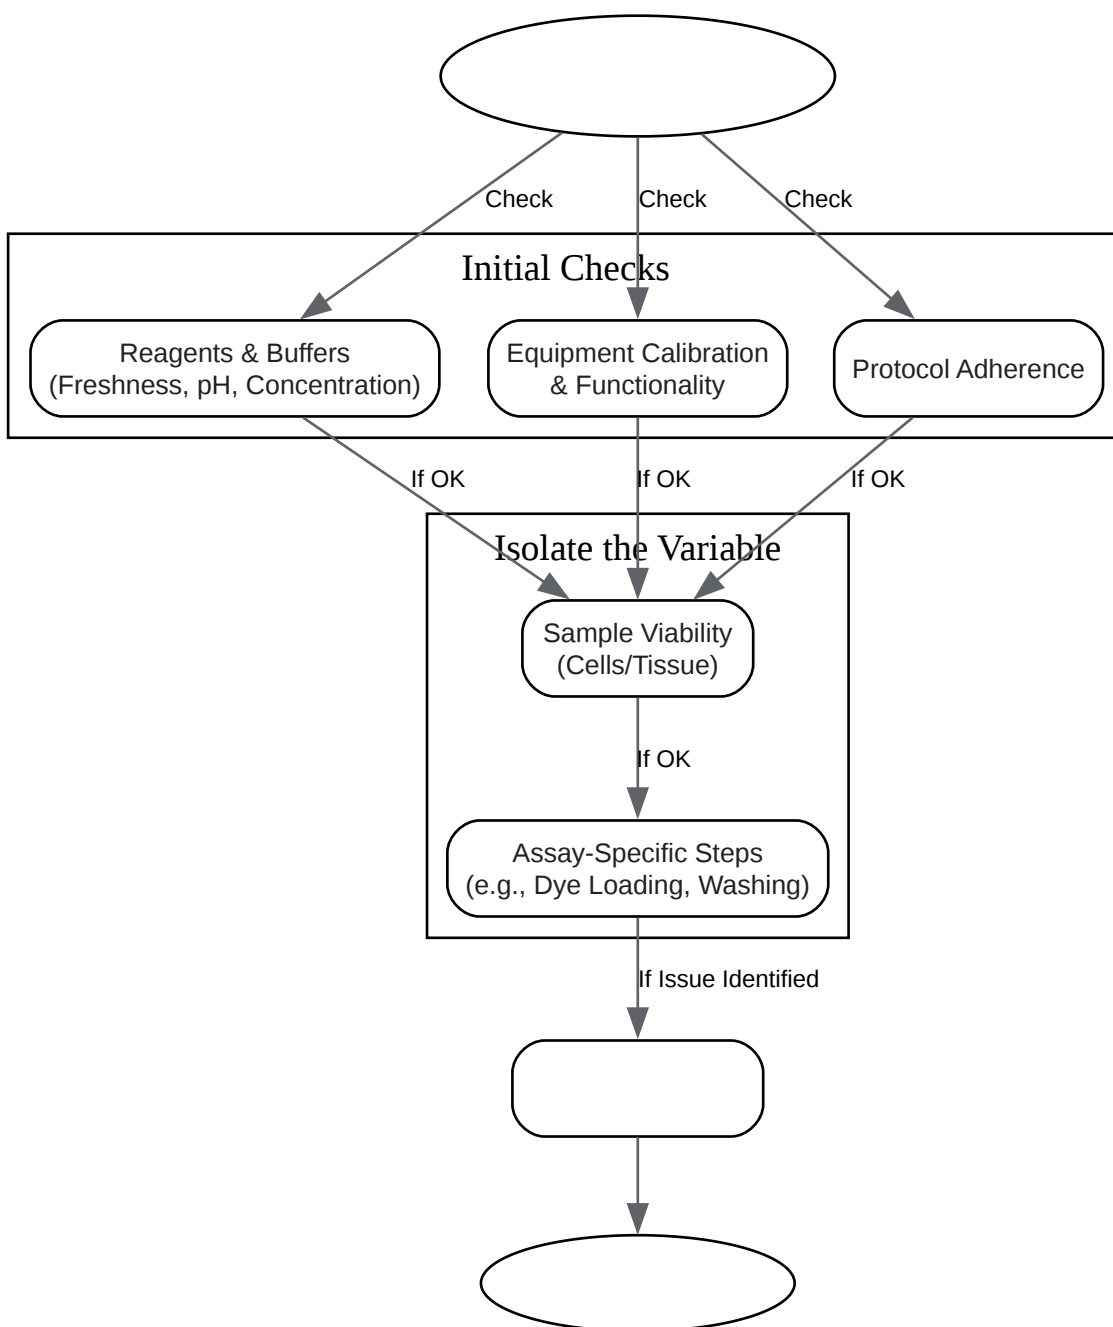 Check
Check
Check
Initial Checks
Reagents & Buffers
(Freshness, pH, Concentration)
Equipment Calibration
& Functionality
Protocol Adherence
If OK
If OK
If OK
Isolate the Variable
Sample Viability
(Cells/Tissue)
If OK
Assay-Specific Steps
(e.g., Dye Loading, Washing)
If Issue Identified